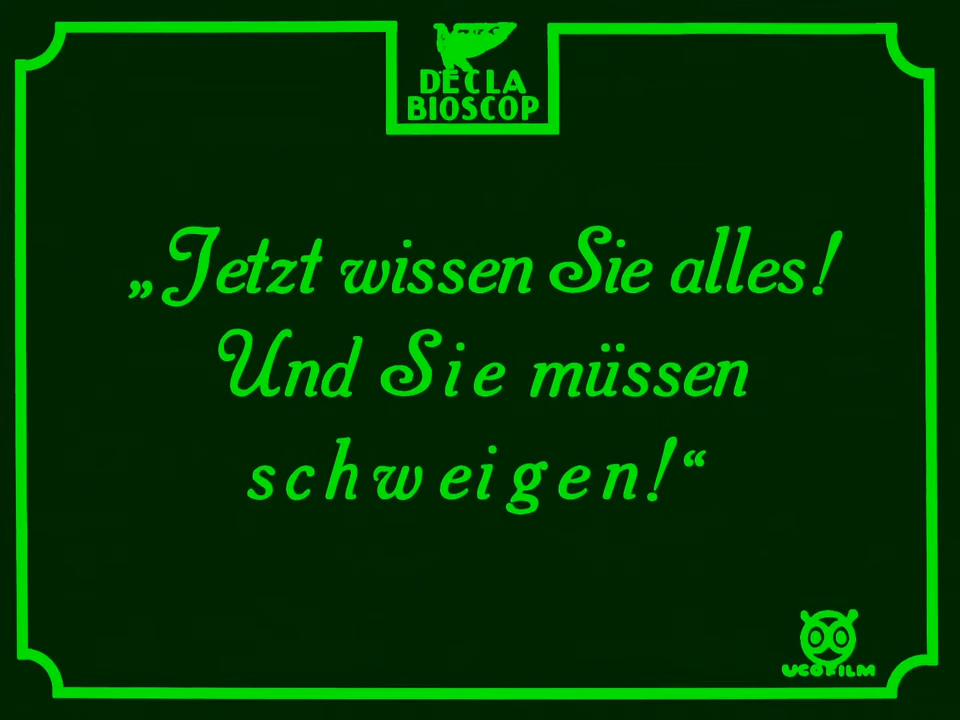 DECLA
BIOSCOP
„Jetzt wissen Sie alles!
Und Sie müssen
schweigen!“
UCOFILM